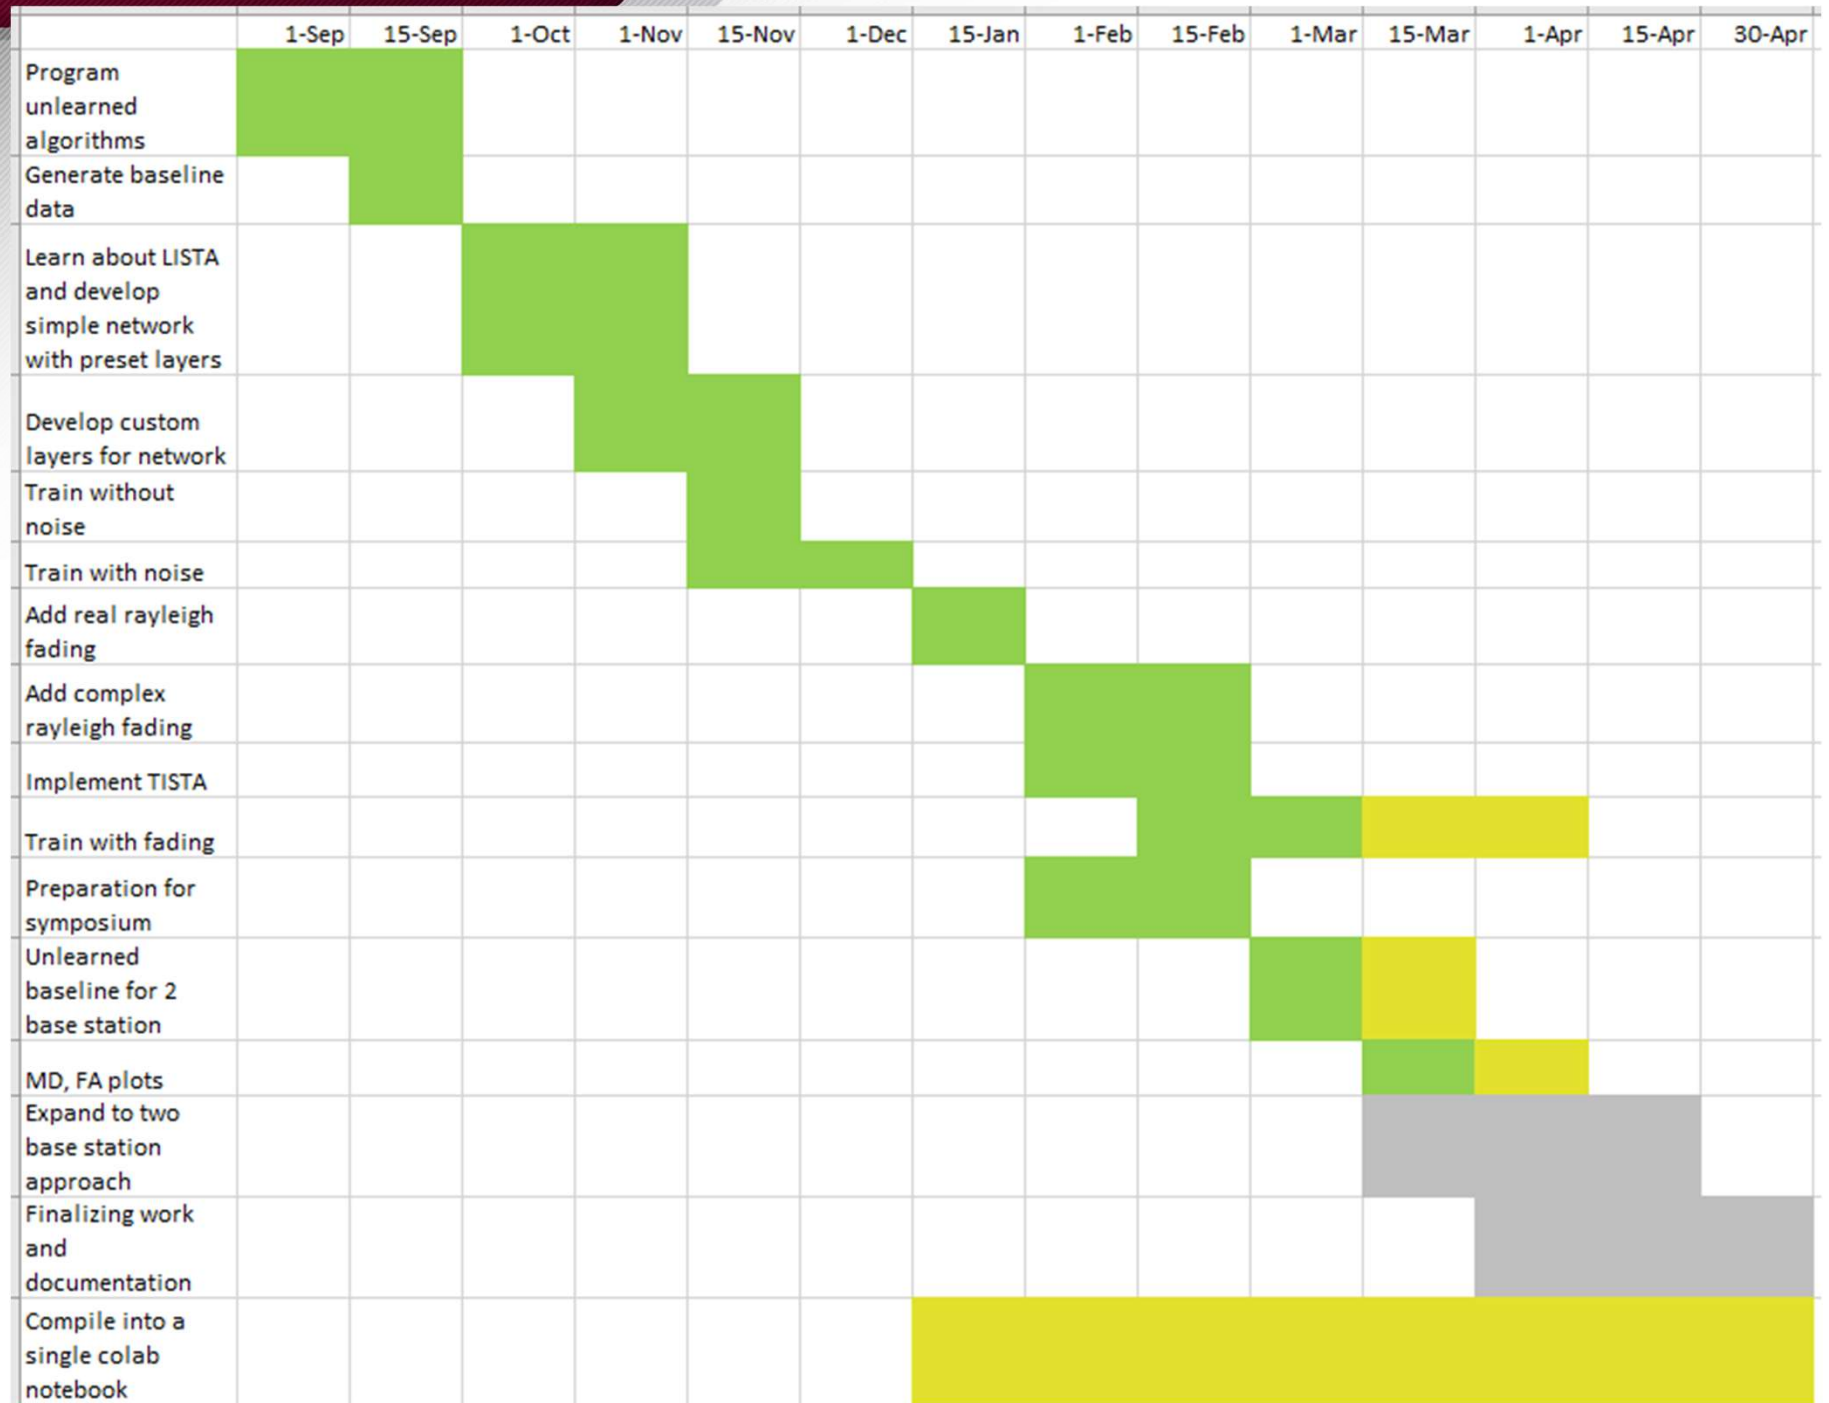 1-Sep 15-Sep 1-Oct 1-Nov 15-Nov 1-Dec 15-Jan 1-Feb 15-Feb 1-Mar 15-Mar 1-Apr 15-Apr 30-Apr
Program
unlearned
algorithms
Generate baseline
data
Learn about LISTA
and develop
simple network
with preset layers
Develop custom
layers for network
Train without
noise
Train with noise
Add real rayleigh
fading
Add complex
rayleigh fading
Implement TISTA
Train with fading
Preparation for
symposium
Unlearned
baseline for 2
base station
MD, FA plots
Expand to two
base station
approach
Finalizing work
and
documentation
Compile into a
single colab
notebook